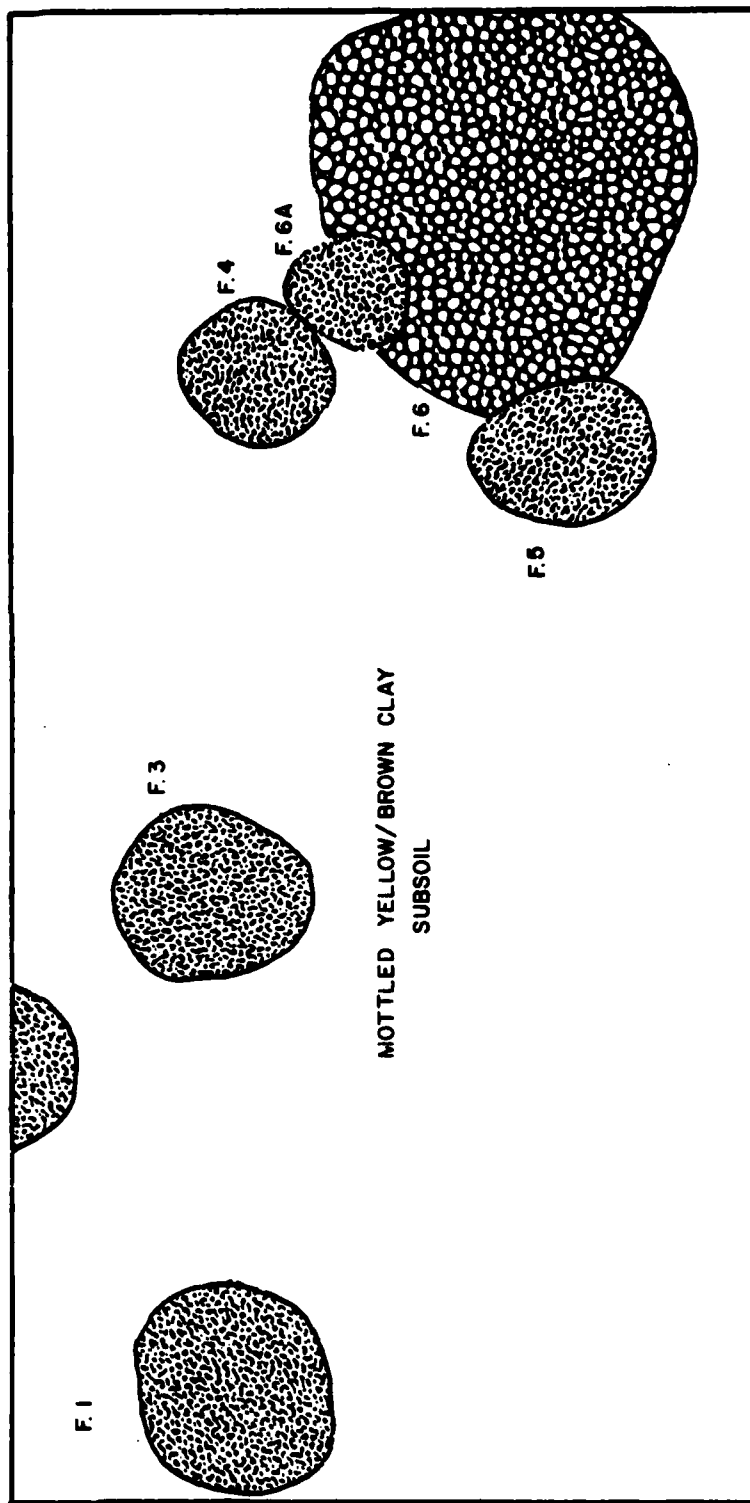 F. 1
F. 3
F. 4
F. 6A
F. 6
F. 5
MOTTLED YELLOW/BROWN CLAY
SUBSOIL